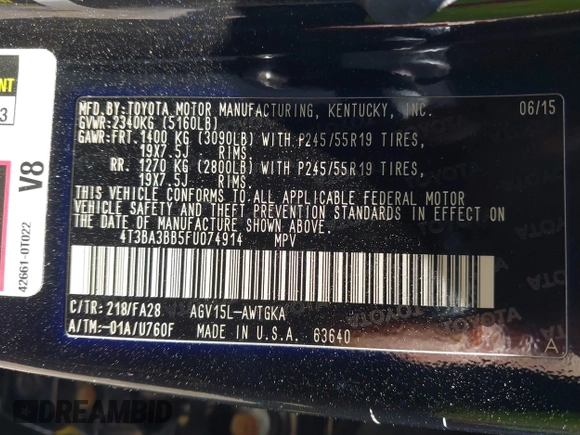 MFD.BY:TOYOTA MOTOR MANUFACTURING, KENTUCKY, INC. 06/15
GVWR:2340KG (5160LB)
GAWR:FRT.1400 KG (3090LB) WITH P245/55R19 TIRES,
19X7.5J RIMS.
RR. 1270 KG (2800LB) WITH P245/55R19 TIRES,
19X7.5J RIMS.
THIS VEHICLE CONFORMS TO ALL APPLICABLE FEDERAL MOTOR
VEHICLE SAFETY AND THEFT PREVENTION STANDARDS IN EFFECT ON
THE DATE OF MANUFACTURE SHOWN ABOVE.
4T3BA3BB5FU074914 MPV
C/TR:218/FA28 AGV15L-AWTGKA
A/TM:-01A/U760F MADE IN U.S.A. 63640
A
V8
42661-0T022
3
TOYOTA
TOYOTA
DREAMBID